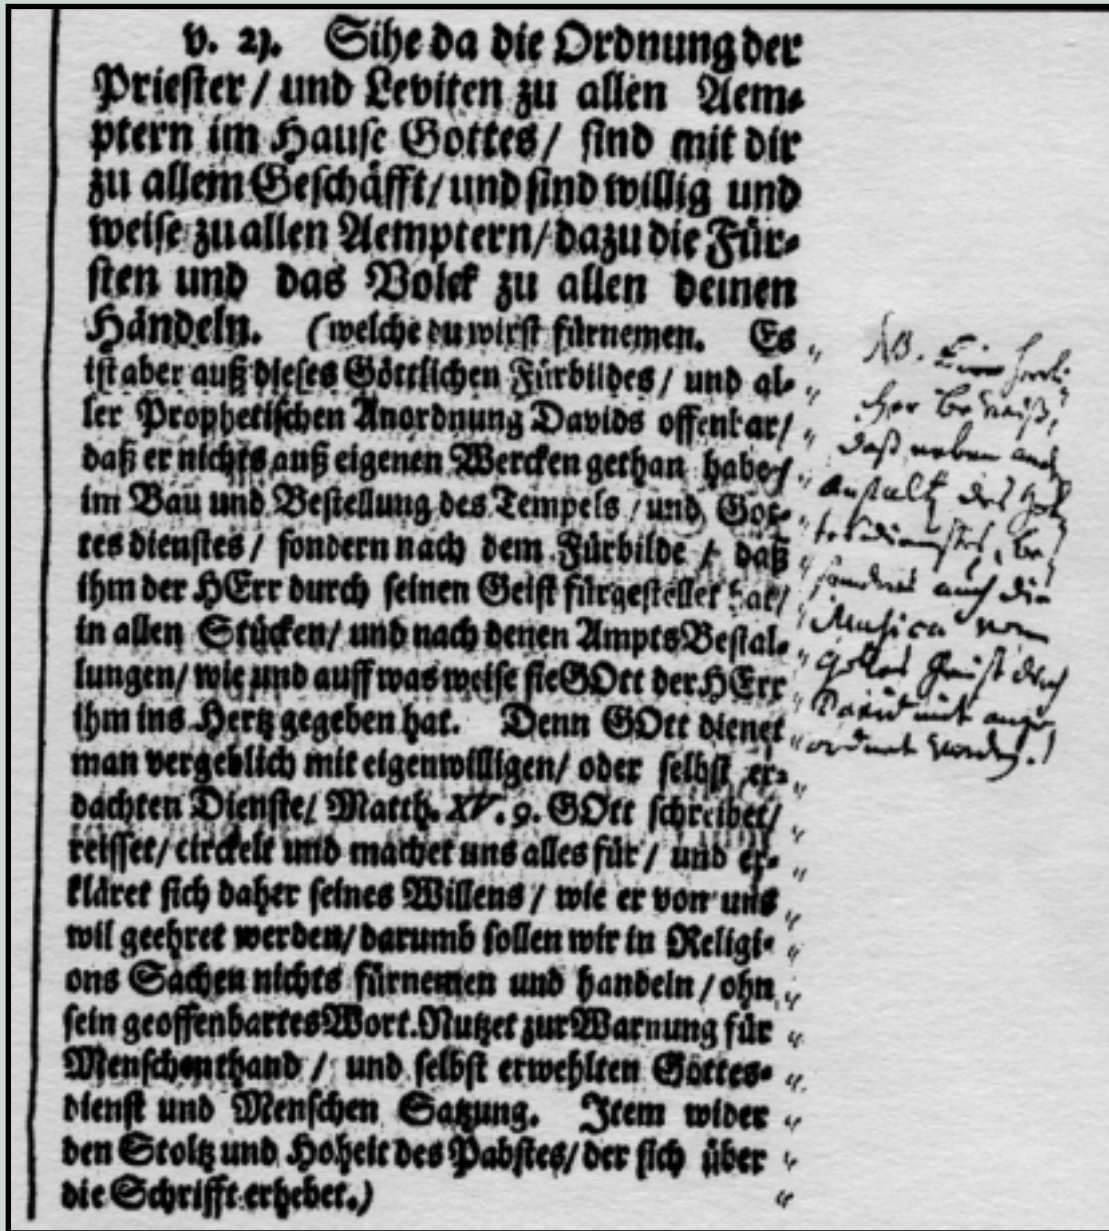 v. 21. Sihe da die Ordnung der
Priester / und Leviten zu allen Aem-
ptern im Hause Gottes / sind mit dir
zu allem Geschäfft / und sind willig und
weise zu allen Aemptern / dazu die Für-
sten und das Volck zu allen deinen
Händeln. (welche du wirst fürnemen. Es
ist aber auß dieses Göttlichen Fürbildes / und al-
ler Prophetischen Anordnung Davids offenbar /
daß er nichts auß eigenen Wercken gethan habe /
im Bau und Bestellung des Tempels / und Got-
tes dienstes / sondern nach dem Fürbilde / daß
ihm der HErr durch seinen Geist fürgestellet hat /
in allen Stücken / und nach denen Ampts Bestal-
lungen / wie und auff was weise sie GOtt der HErr
ihm ins Hertz gegeben hat. Denn GOtt dienet
man vergeblich mit eigenwilligen / oder selbst er-
dachten Dienste / Matth. XV. 9. GOtt schreibet /
reisset / circkelt und machet uns alles für / und er-
kläret sich daher seines Willens / wie er von uns
wil geehret werden / darumb sollen wir in Religi-
ons Sachen nichts fürnemen und handeln / ohn
sein geoffenbartes Wort. Nutzet zur Warnung für
Menschenthand / und selbst erwehlten Gottes-
dienst und Menschen Satzung. Item wider
den Stoltz und Hoheit des Pabstes / der sich über
die Schrifft erhebet.)
NB. Ein herrli-
cher Beweiß,
daß neben
Anstalten des Got-
tesdienstes, be-
sonders auch die
Musica von
Gottes Geist durch
David mit ange-
ordnet worden.